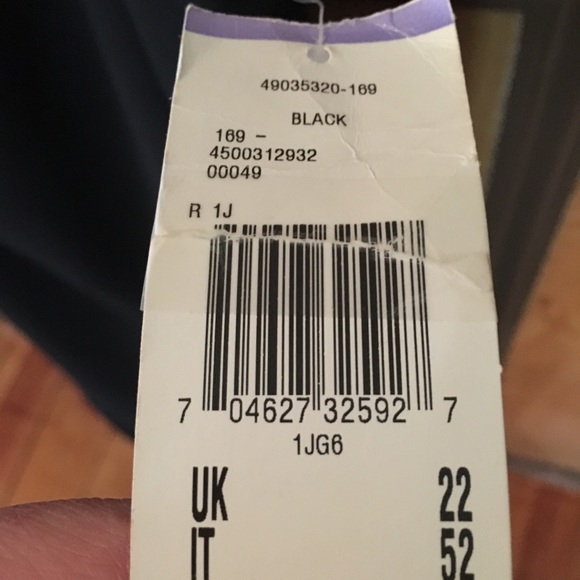 49035320-169
BLACK
169 -
4500312932
00049
R 1J
7 04627 32592 7
1JG6
UK 22
IT 52